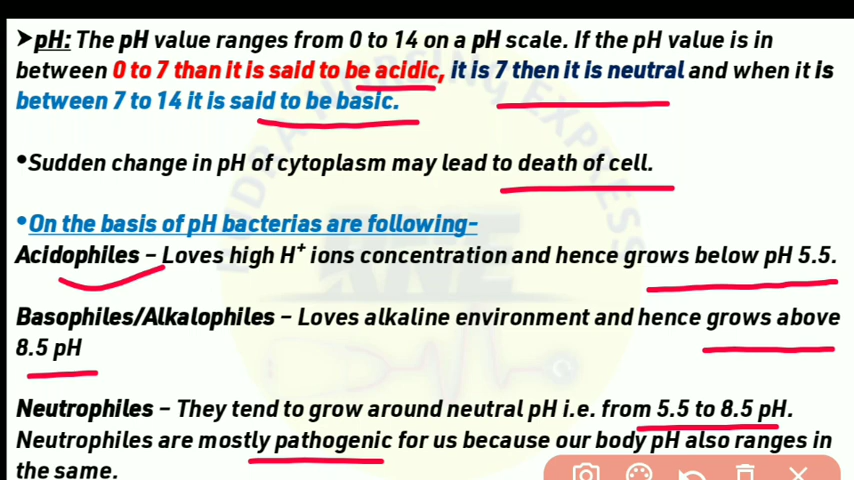 ➤pH: The pH value ranges from 0 to 14 on a pH scale. If the pH value is in
between 0 to 7 than it is said to be acidic, it is 7 then it is neutral and when it is
between 7 to 14 it is said to be basic.
•Sudden change in pH of cytoplasm may lead to death of cell.
•On the basis of pH bacterias are following-
Acidophiles – Loves high H⁺ ions concentration and hence grows below pH 5.5.
Basophiles/Alkalophiles – Loves alkaline environment and hence grows above
8.5 pH
Neutrophiles – They tend to grow around neutral pH i.e. from 5.5 to 8.5 pH.
Neutrophiles are mostly pathogenic for us because our body pH also ranges in
the same.